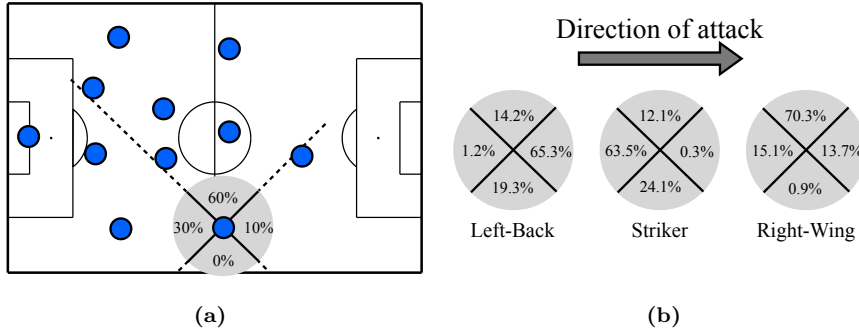 60%
30%
10%
0%
(a)
Direction of attack
14.2%
1.2%
65.3%
19.3%
Left-Back
12.1%
63.5%
0.3%
24.1%
Striker
70.3%
15.1%
13.7%
0.9%
Right-Wing
(b)